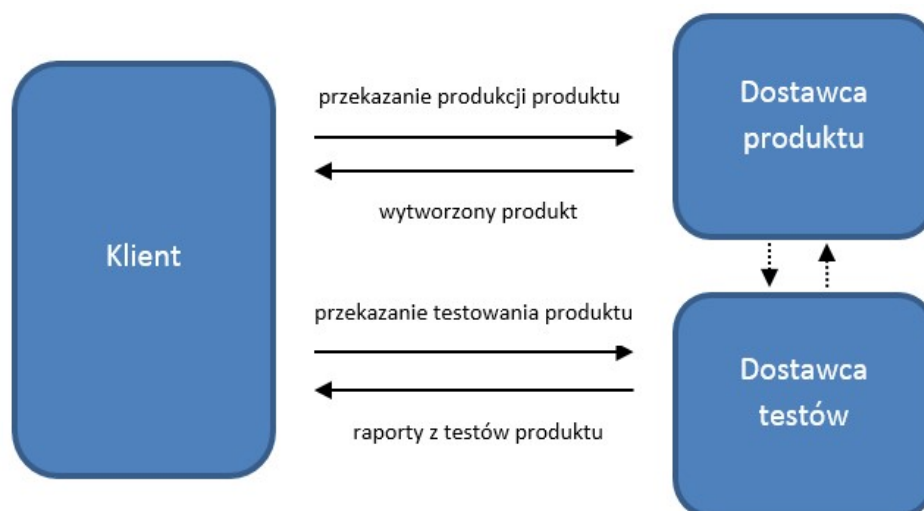 Klient
przekazanie produkcji produktu
wytworzony produkt
Dostawca
produktu
przekazanie testowania produktu
raporty z testów produktu
Dostawca
testów